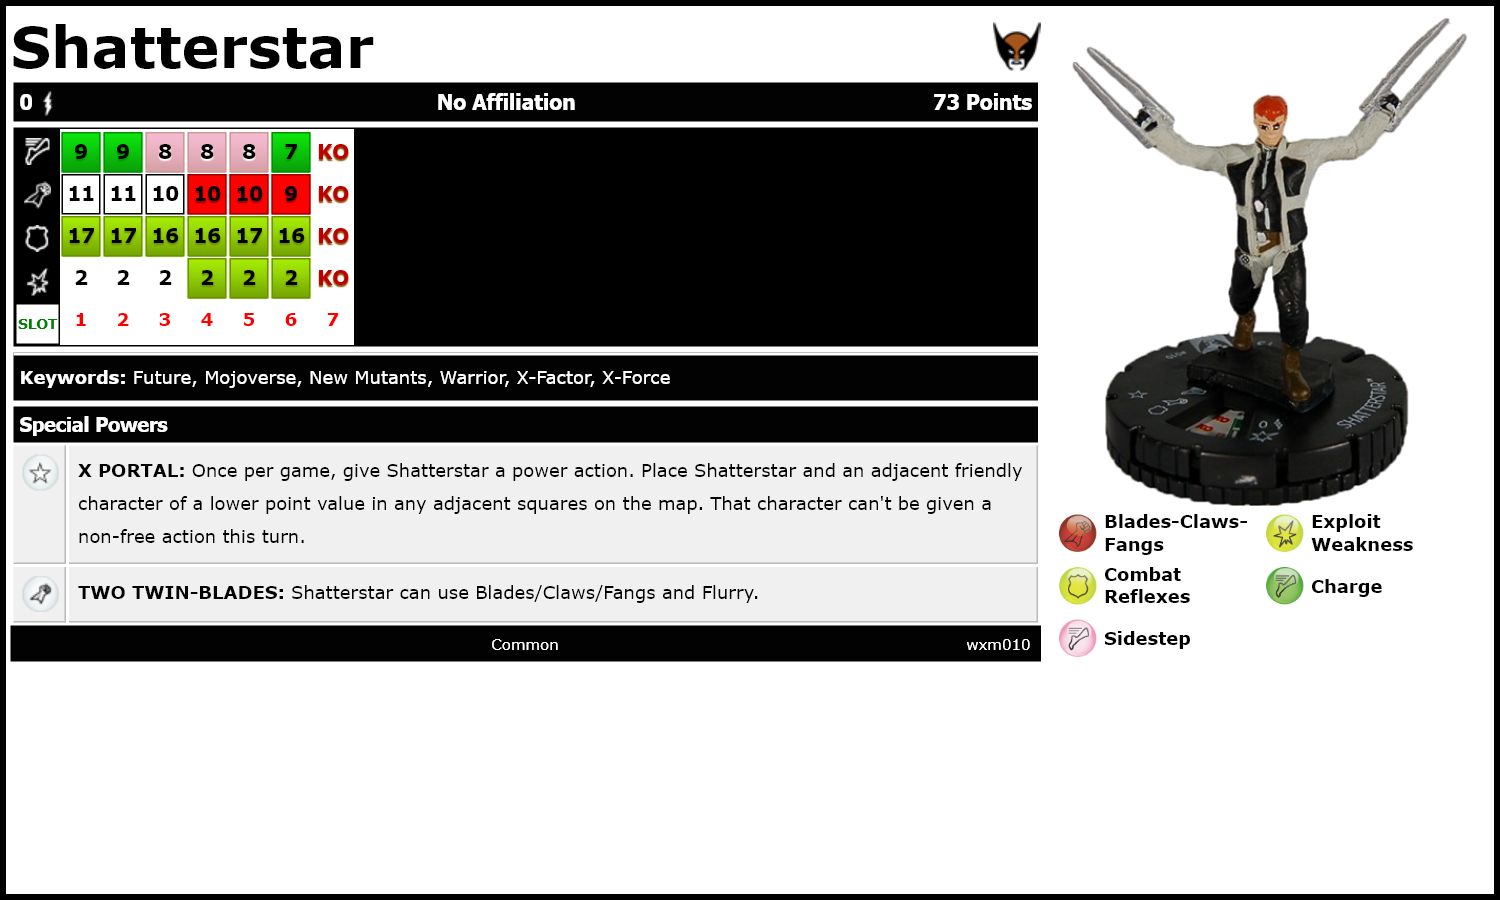 Shatterstar
0 No Affiliation 73 Points
9 9 8 8 8 7 KO
11 11 10 10 10 9 KO
17 17 16 16 17 16 KO
2 2 2 2 2 2 KO
SLOT 1 2 3 4 5 6 7
Keywords: Future, Mojoverse, New Mutants, Warrior, X-Factor, X-Force
Special Powers
X PORTAL: Once per game, give Shatterstar a power action. Place Shatterstar and an adjacent friendly
character of a lower point value in any adjacent squares on the map. That character can't be given a
non-free action this turn.
TWO TWIN-BLADES: Shatterstar can use Blades/Claws/Fangs and Flurry.
Common wxm010
SHATTERSTAR
010
Blades-Claws-
Fangs
Exploit
Weakness
Combat
Reflexes
Charge
Sidestep